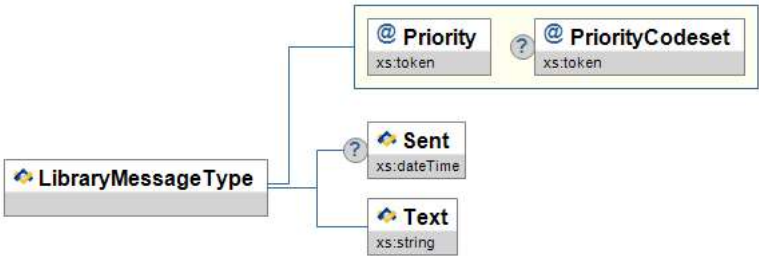 @ Priority
xs:token
? @ PriorityCodeset
xs:token
? Sent
xs:dateTime
LibraryMessageType
Text
xs:string